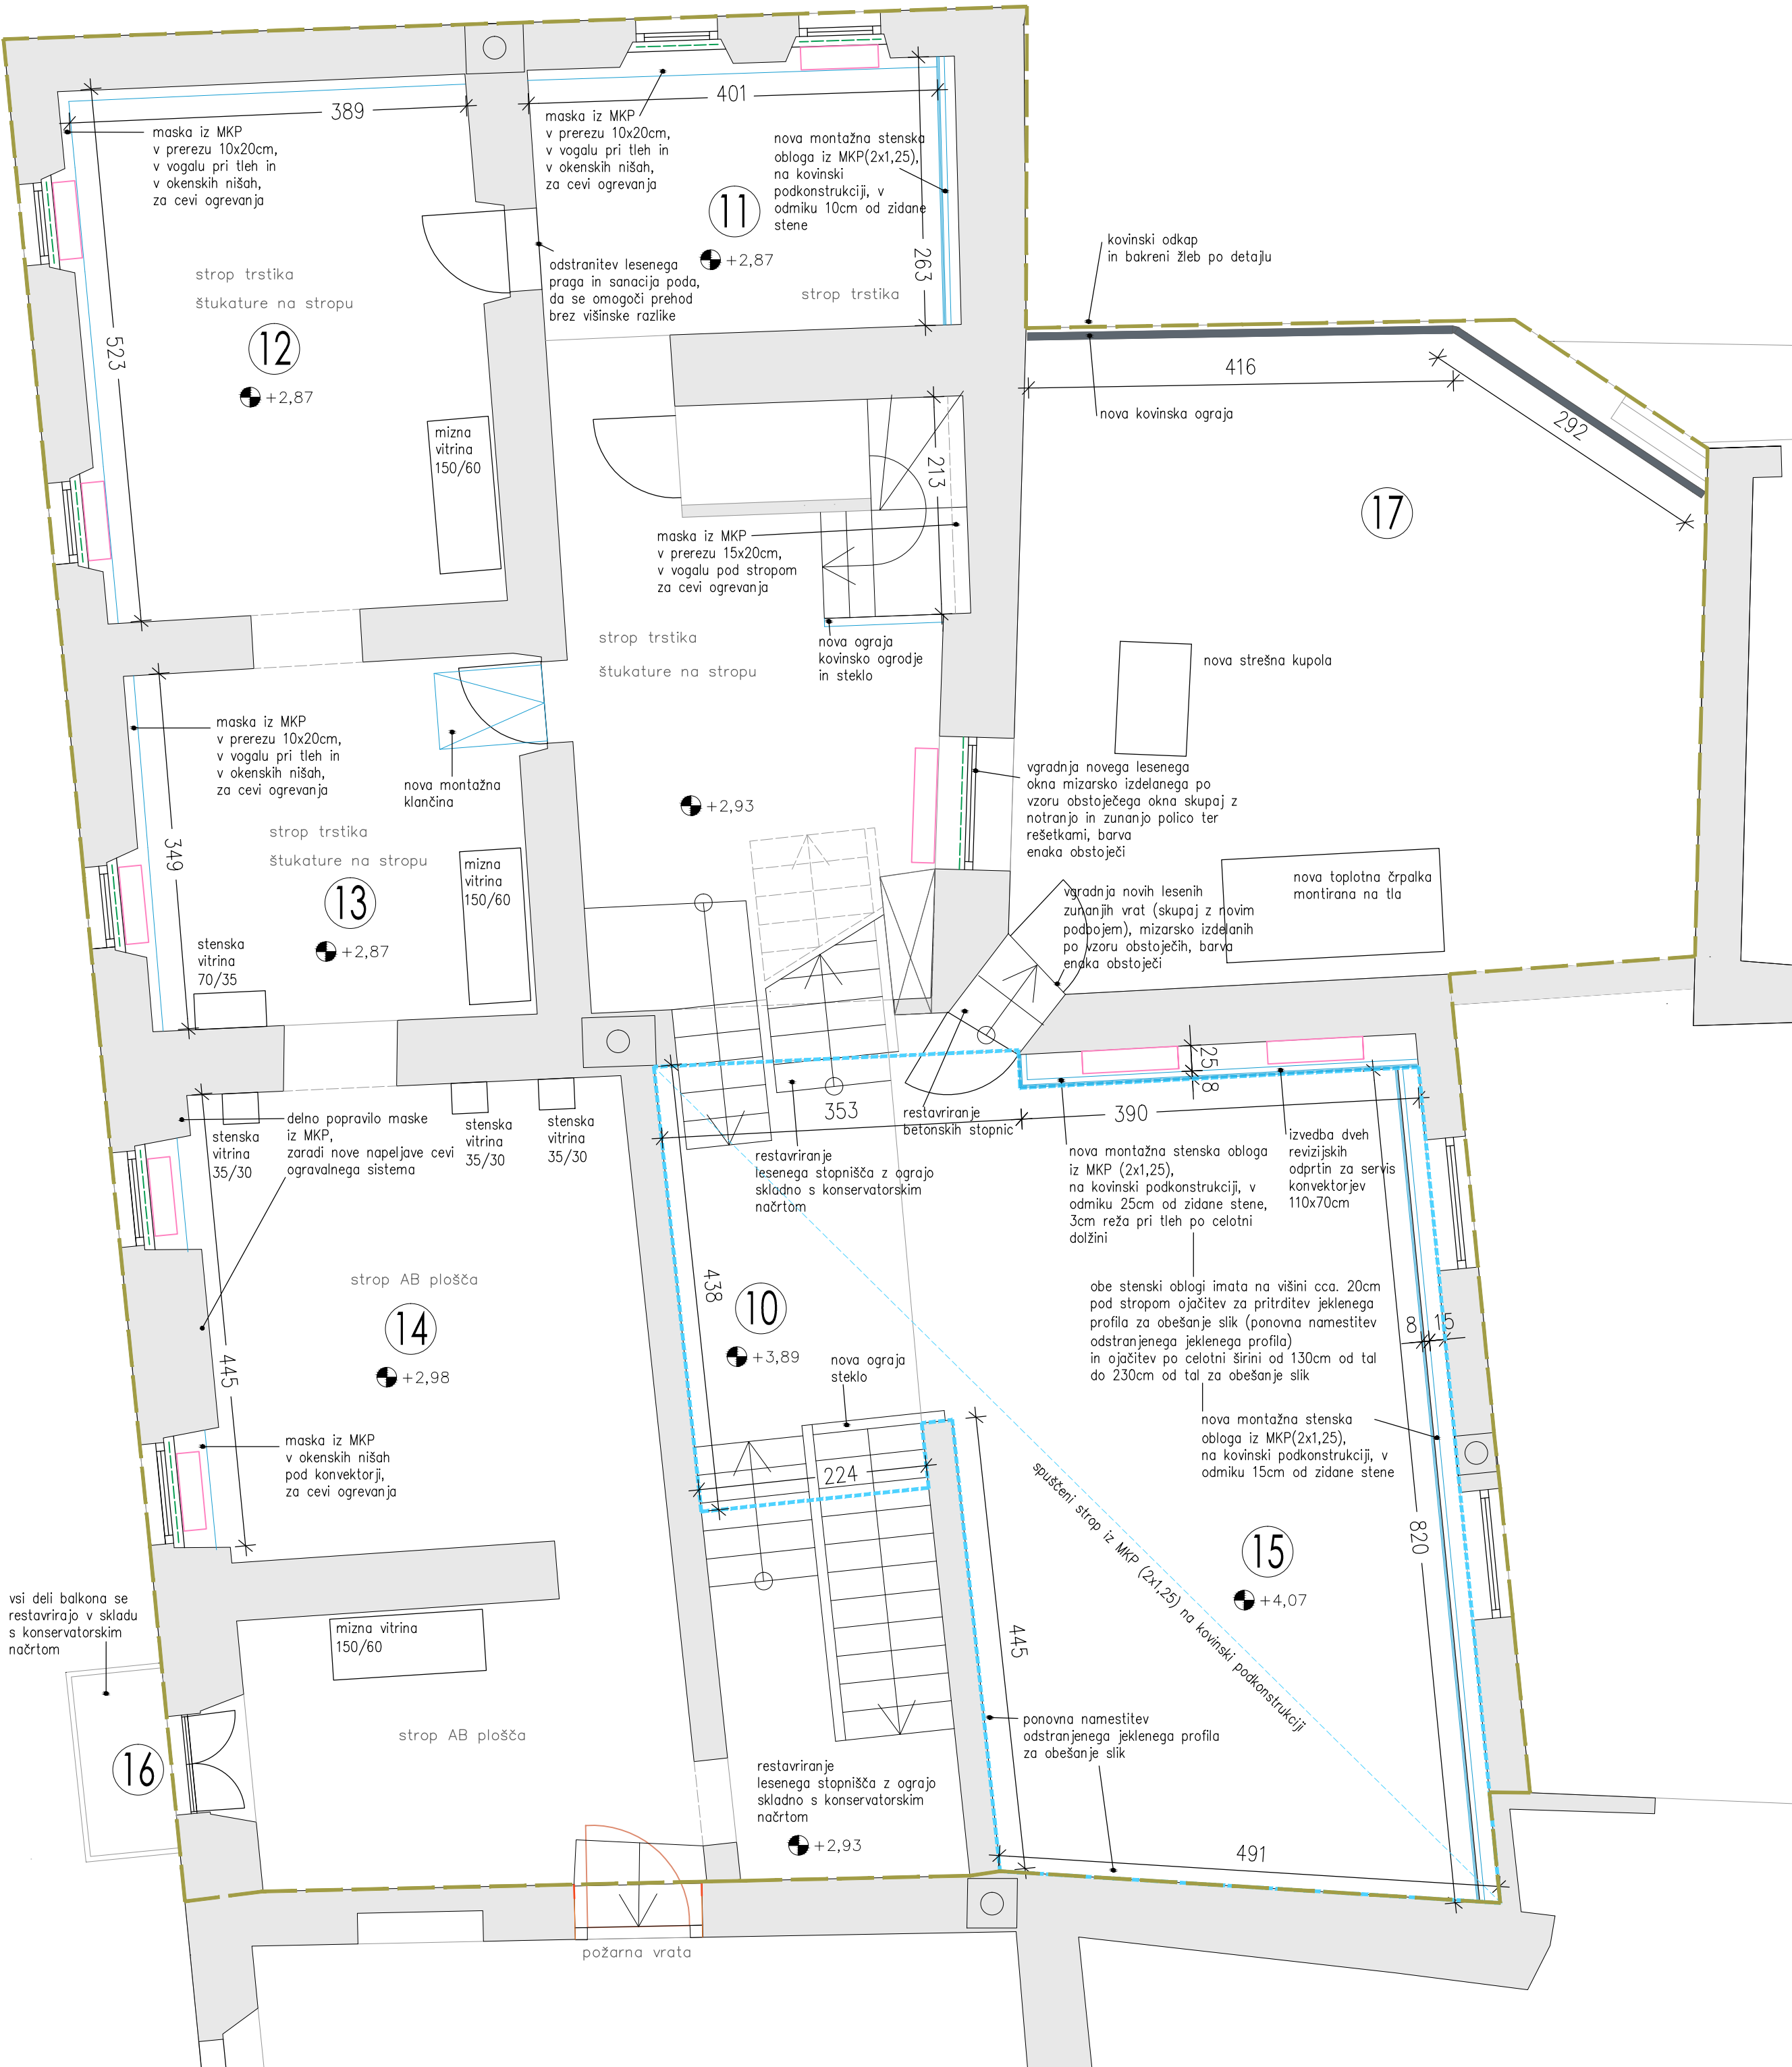 389
401
maska iz MKP
v prerezu 10x20cm,
v vogalu pri tleh in
v okenskih nišah,
za cevi ogrevanja
maska iz MKP
v prerezu 10x20cm,
v vogalu pri tleh in
v okenskih nišah,
za cevi ogrevanja
nova montažna stenska
obloga iz MKP(2x1,25),
na kovinski
podkonstrukciji, v
odmiku 10cm od zidane
stene
11
+2,87
263
strop trstika
odstranitev lesenega
praga in sanacija poda,
da se omogoči prehod
brez višinske razlike
strop trstika
štukature na stropu
12
+2,87
523
mizna
vitrina
150/60
kovinski odkap
in bakreni žleb po detajlu
416
292
nova kovinska ograja
17
213
maska iz MKP
v prerezu 15x20cm,
v vogalu pod stropom
za cevi ogrevanja
strop trstika
štukature na stropu
nova ograja
kovinsko ogrodje
in steklo
nova strešna kupola
maska iz MKP
v prerezu 10x20cm,
v vogalu pri tleh in
v okenskih nišah,
za cevi ogrevanja
nova montažna
klančina
+2,93
vgradnja novega lesenega
okna mizarsko izdelanega po
vzoru obstoječega okna skupaj z
notranjo in zunanjo polico ter
rešetkami, barva
enaka obstoječi
349
strop trstika
štukature na stropu
13
+2,87
mizna
vitrina
150/60
stenska
vitrina
70/35
nova toplotna črpalka
montirana na tla
vgradnja novih lesenih
zunanjih vrat (skupaj z novim
podbojem), mizarsko izdelanih
po vzoru obstoječih, barva
enaka obstoječi
25
8
353
390
restavriranje
betonskih stopnic
stenska
vitrina
35/30
delno popravilo maske
iz MKP,
zaradi nove napeljave cevi
ogravalnega sistema
stenska
vitrina
35/30
stenska
vitrina
35/30
restavriranje
lesenega stopnišča z ograjo
skladno s konservatorskim
načrtom
nova montažna stenska obloga
iz MKP (2x1,25),
na kovinski podkonstrukciji, v
odmiku 25cm od zidane stene,
3cm reža pri tleh po celotni
dolžini
izvedba dveh
revizijskih
odprtin za servis
konvektorjev
110x70cm
strop AB plošča
14
+2,98
445
438
10
+3,89
nova ograja
steklo
obe stenski oblogi imata na višini cca. 20cm
pod stropom ojačitev za pritrditev jeklenega
profila za obešanje slik (ponovna namestitev
odstranjenega jeklenega profila)
in ojačitev po celotni širini od 130cm od tal
do 230cm od tal za obešanje slik
8
15
nova montažna stenska
obloga iz MKP(2x1,25),
na kovinski podkonstrukciji, v
odmiku 15cm od zidane stene
maska iz MKP
v okenskih nišah
pod konvektorji,
za cevi ogrevanja
224
spuščeni strop iz MKP (2x1,25) na kovinski podkonstrukciji
820
15
+4,07
445
vsi deli balkona se
restavrirajo v skladu
s konservatorskim
načrtom
mizna vitrina
150/60
strop AB plošča
16
ponovna namestitev
odstranjenega jeklenega profila
za obešanje slik
restavriranje
lesenega stopnišča z ograjo
skladno s konservatorskim
načrtom
+2,93
491
požarna vrata